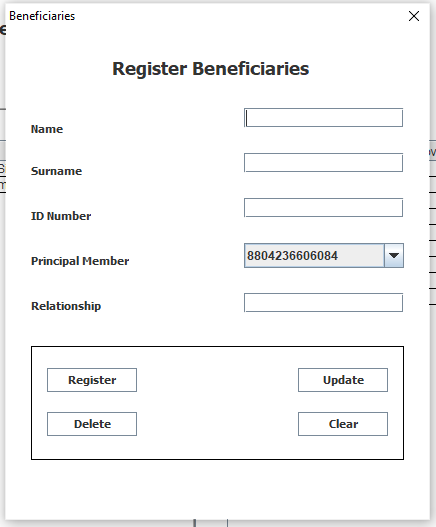 Beneficiaries
Register Beneficiaries
Name
Surname
ID Number
Principal Member 8804236606084
Relationship
Register Update
Delete Clear